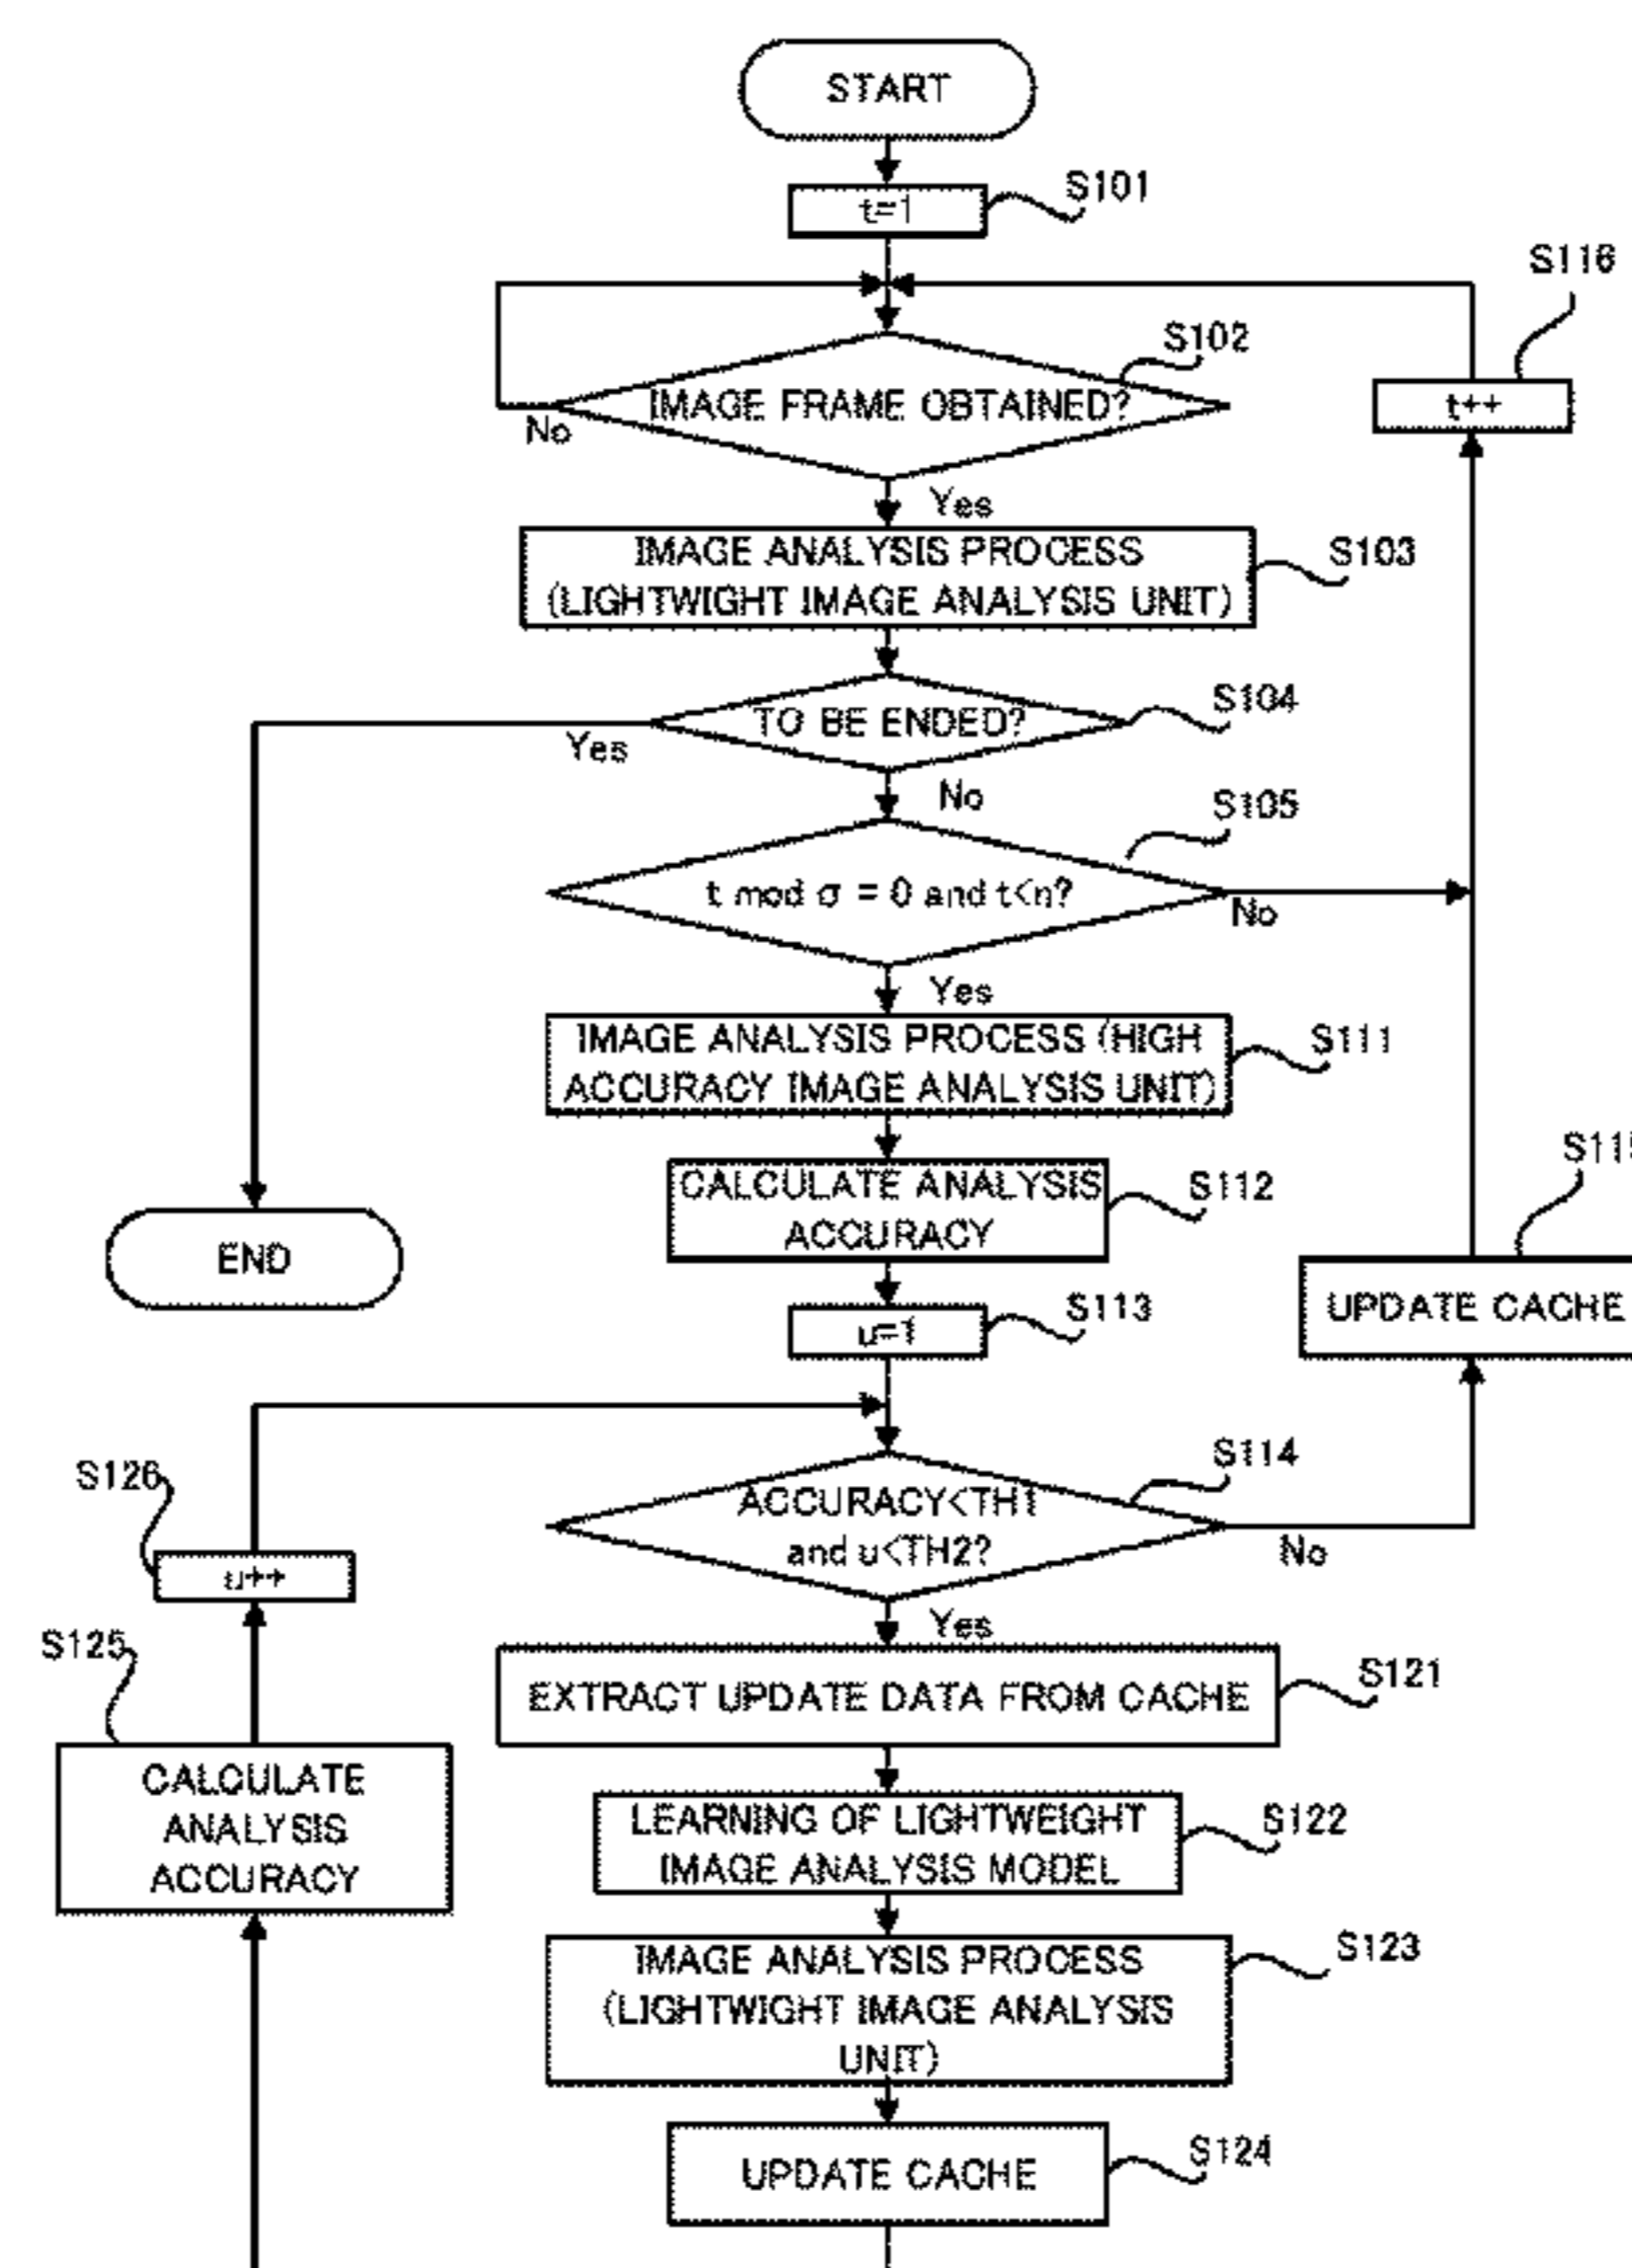 START
t=1
S101
S116
t++
S102
IMAGE FRAME OBTAINED?
No
Yes
IMAGE ANALYSIS PROCESS
(LIGHTWIGHT IMAGE ANALYSIS UNIT)
S103
TO BE ENDED?
S104
Yes
No
S105
t mod σ = 0 and t<n?
No
Yes
IMAGE ANALYSIS PROCESS (HIGH
ACCURACY IMAGE ANALYSIS UNIT)
S111
CALCULATE ANALYSIS
ACCURACY
S112
END
UPDATE CACHE
u=1
S113
S114
ACCURACY<TH1
and u<TH2?
No
Yes
S126
u++
S125
CALCULATE
ANALYSIS
ACCURACY
EXTRACT UPDATE DATA FROM CACHE
S121
LEARNING OF LIGHTWEIGHT
IMAGE ANALYSIS MODEL
S122
IMAGE ANALYSIS PROCESS
(LIGHTWIGHT IMAGE ANALYSIS
UNIT)
S123
UPDATE CACHE
S124